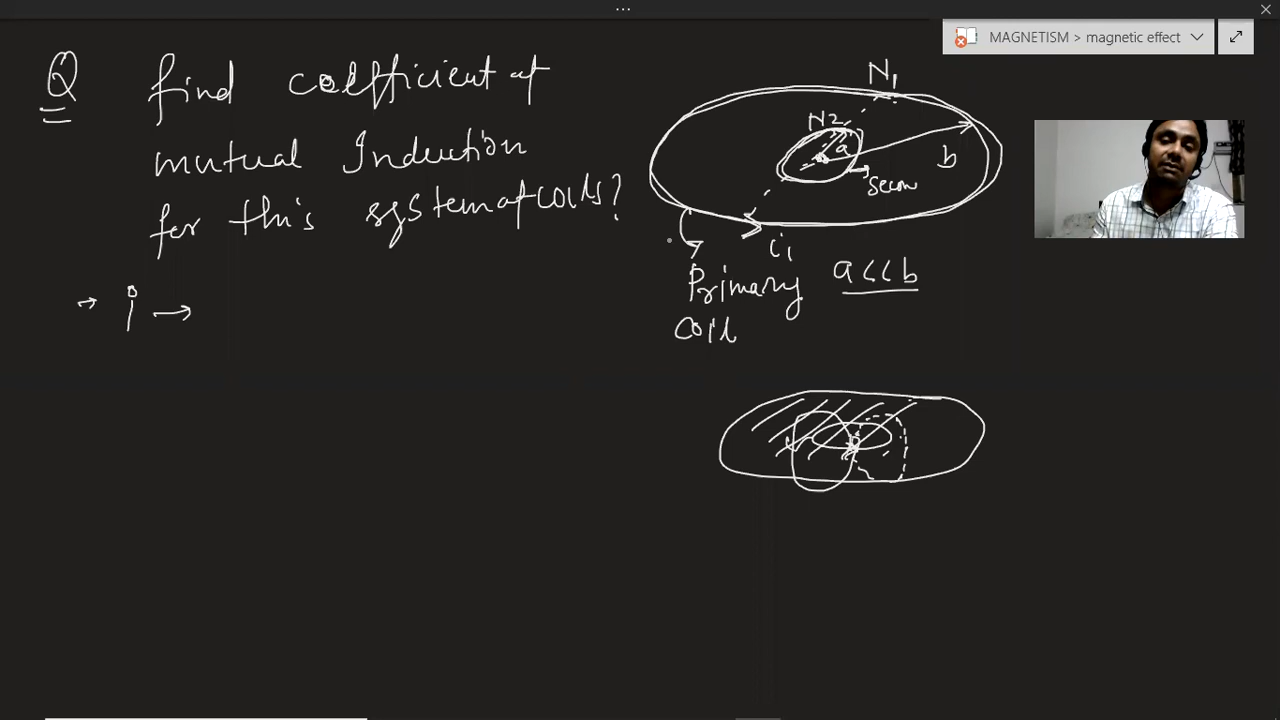 ...
MAGNETISM > magnetic effect
Q find coefficient of
mutual Induction
for this system of coils?
→ i →
N1
N2
a
b
Secon
i1
Primary
coil
a<<b